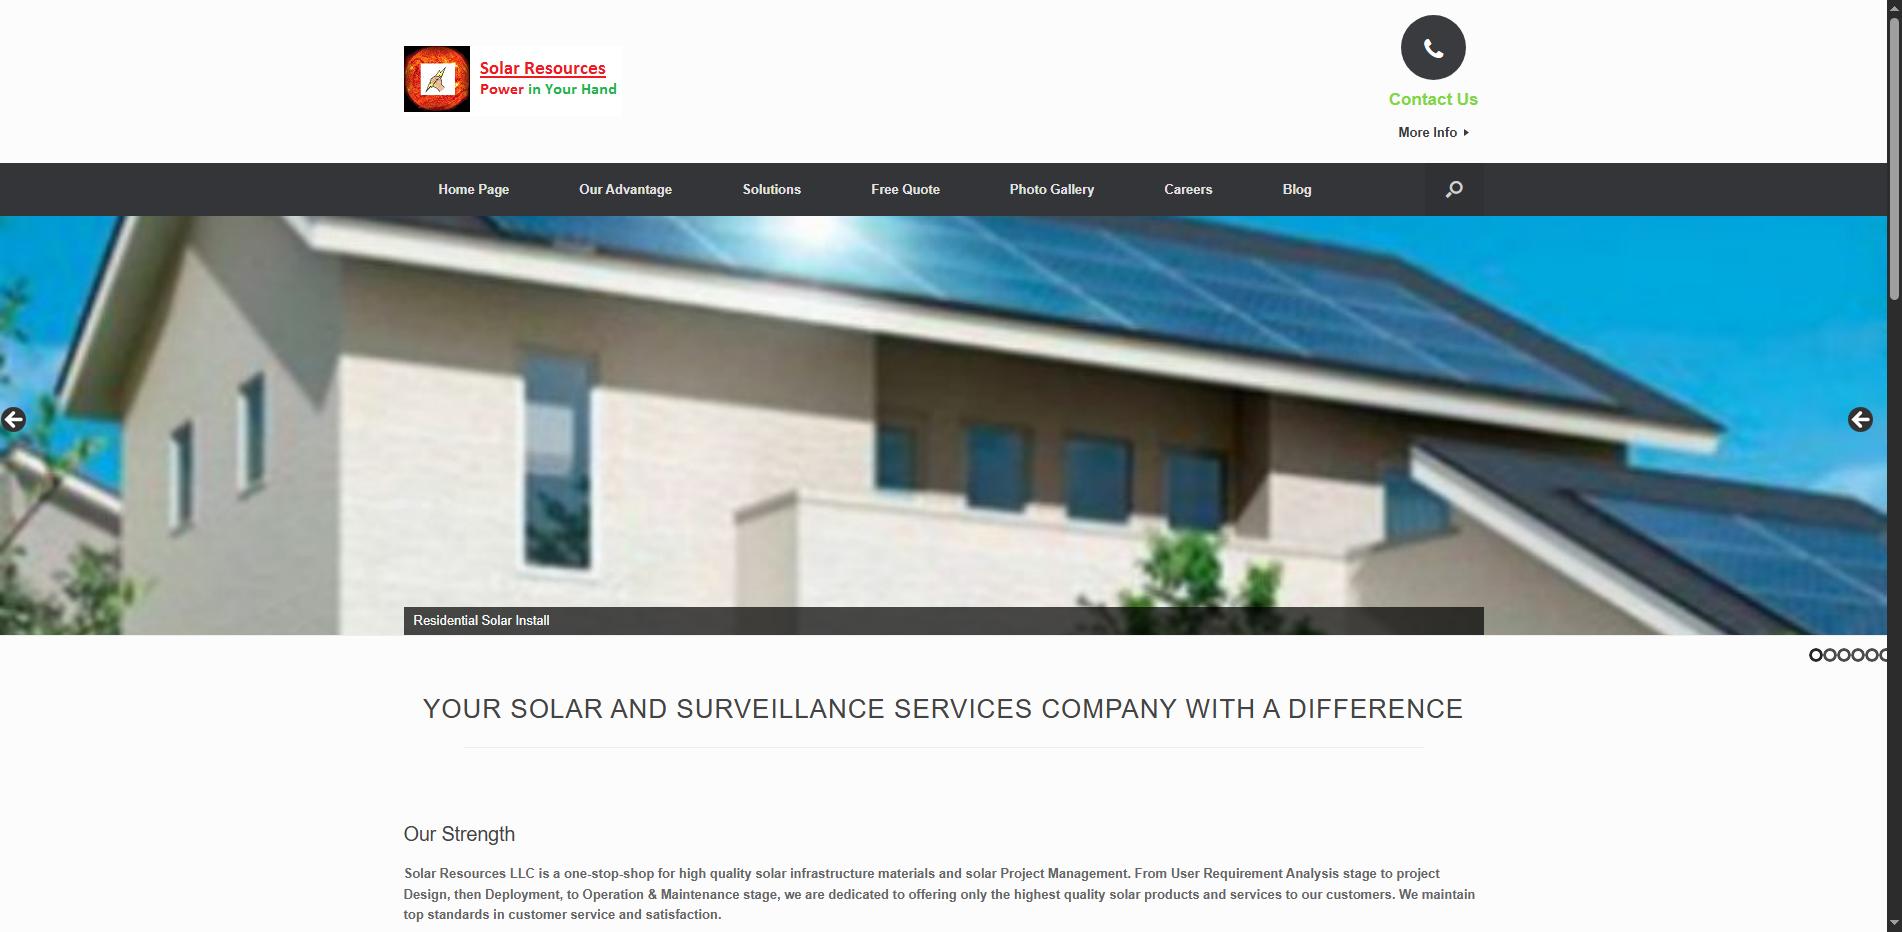 Solar Resources
Power in Your Hand
Contact Us
More Info
Home Page
Our Advantage
Solutions
Free Quote
Photo Gallery
Careers
Blog
Residential Solar Install
YOUR SOLAR AND SURVEILLANCE SERVICES COMPANY WITH A DIFFERENCE
Our Strength
Solar Resources LLC is a one-stop-shop for high quality solar infrastructure materials and solar Project Management. From User Requirement Analysis stage to project
Design, then Deployment, to Operation & Maintenance stage, we are dedicated to offering only the highest quality solar products and services to our customers. We maintain
top standards in customer service and satisfaction.